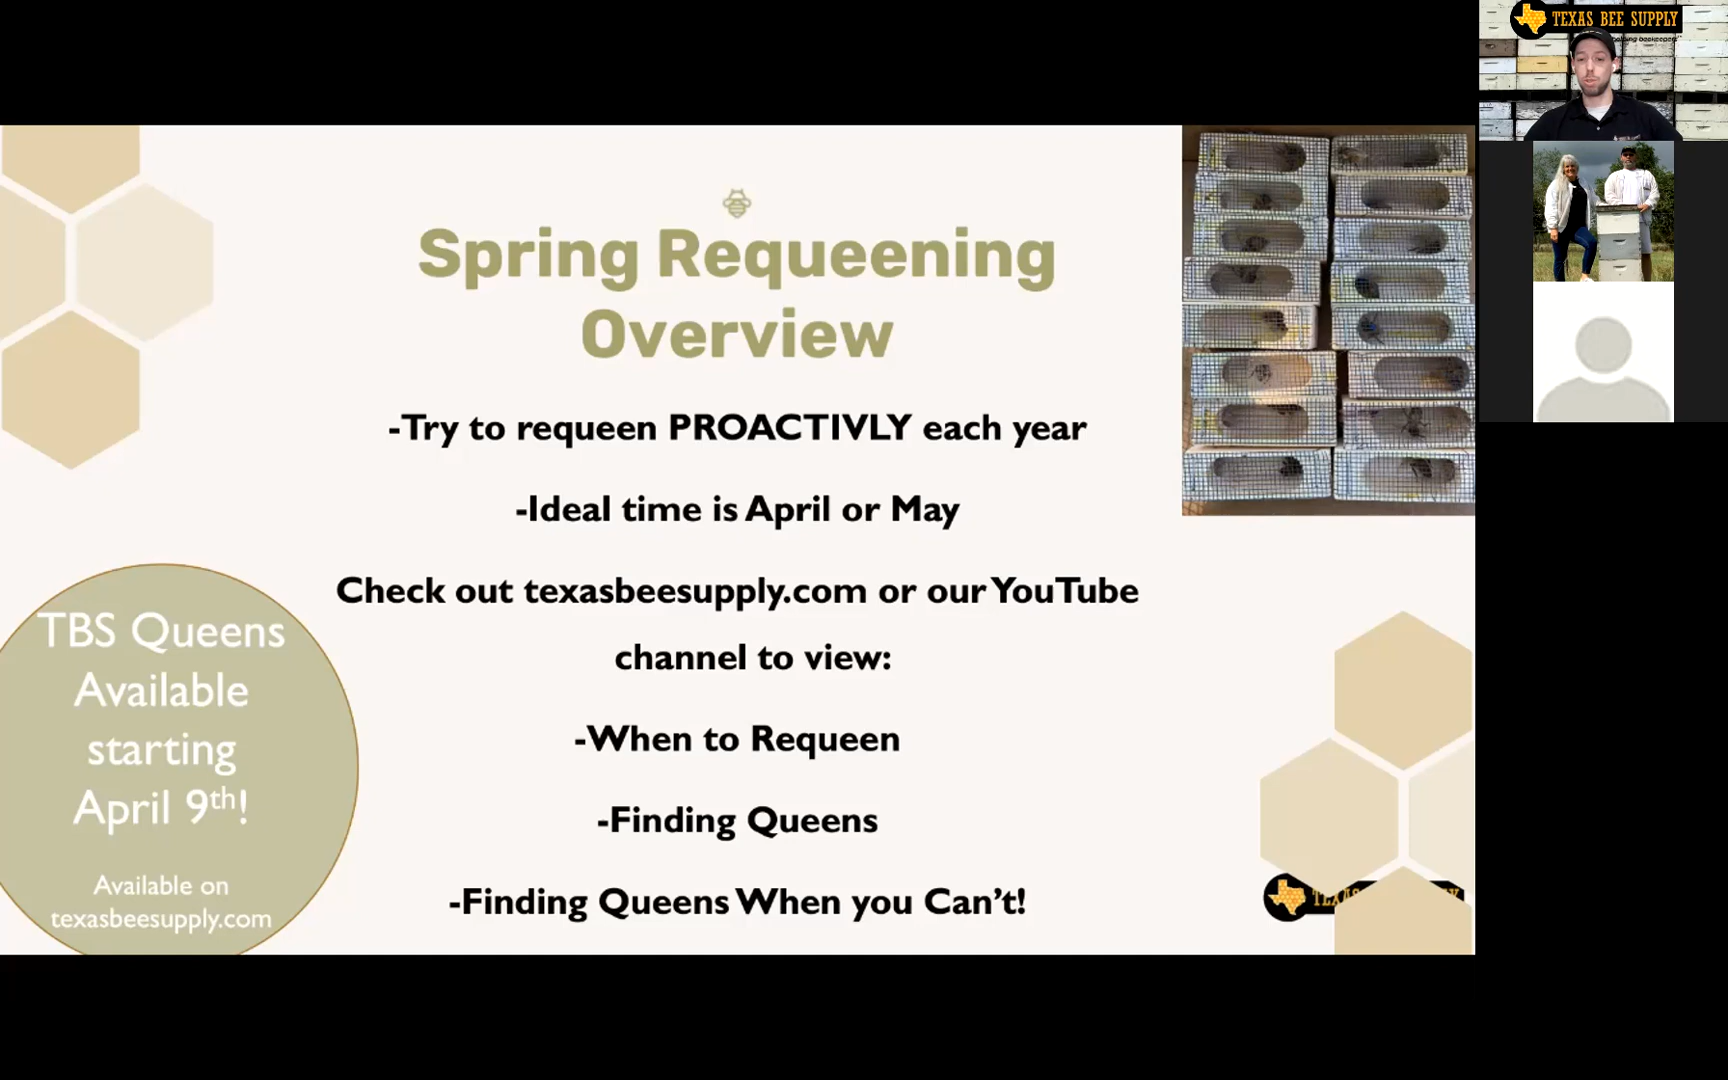 Spring Requeening
Overview
-Try to requeen PROACTIVLY each year
-Ideal time is April or May
Check out texasbeesupply.com or our YouTube
channel to view:
-When to Requeen
-Finding Queens
-Finding Queens When you Can't!
TBS Queens
Available
starting
April 9th!
Available on
texasbeesupply.com
TEXAS BEE SUPPLY